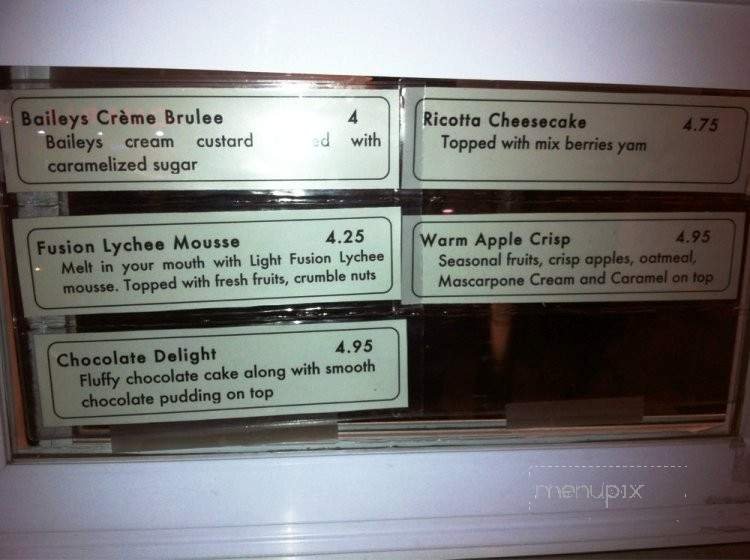 Baileys Crème Brulee 4
Baileys cream custard with
caramelized sugar
Ricotta Cheesecake 4.75
Topped with mix berries yam
Fusion Lychee Mousse 4.25
Melt in your mouth with Light Fusion Lychee
mousse. Topped with fresh fruits, crumble nuts
Warm Apple Crisp 4.95
Seasonal fruits, crisp apples, oatmeal,
Mascarpone Cream and Caramel on top
Chocolate Delight 4.95
Fluffy chocolate cake along with smooth
chocolate pudding on top
menupix